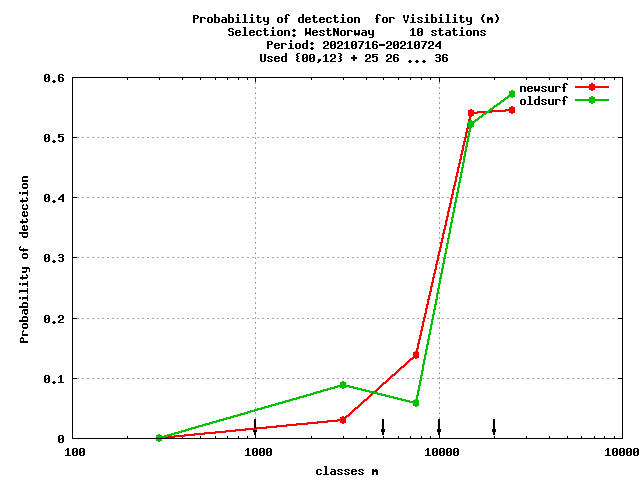 Probability of detection  for Visibility (m)
Selection: WestNorway     10 stations
Period: 20210716-20210724
Used {00,12} + 25 26 ... 36
0.6
newsurf
oldsurf
0.5
0.4
0.3
0.2
0.1
0
Probability of detection
100 1000 10000 10000
classes m